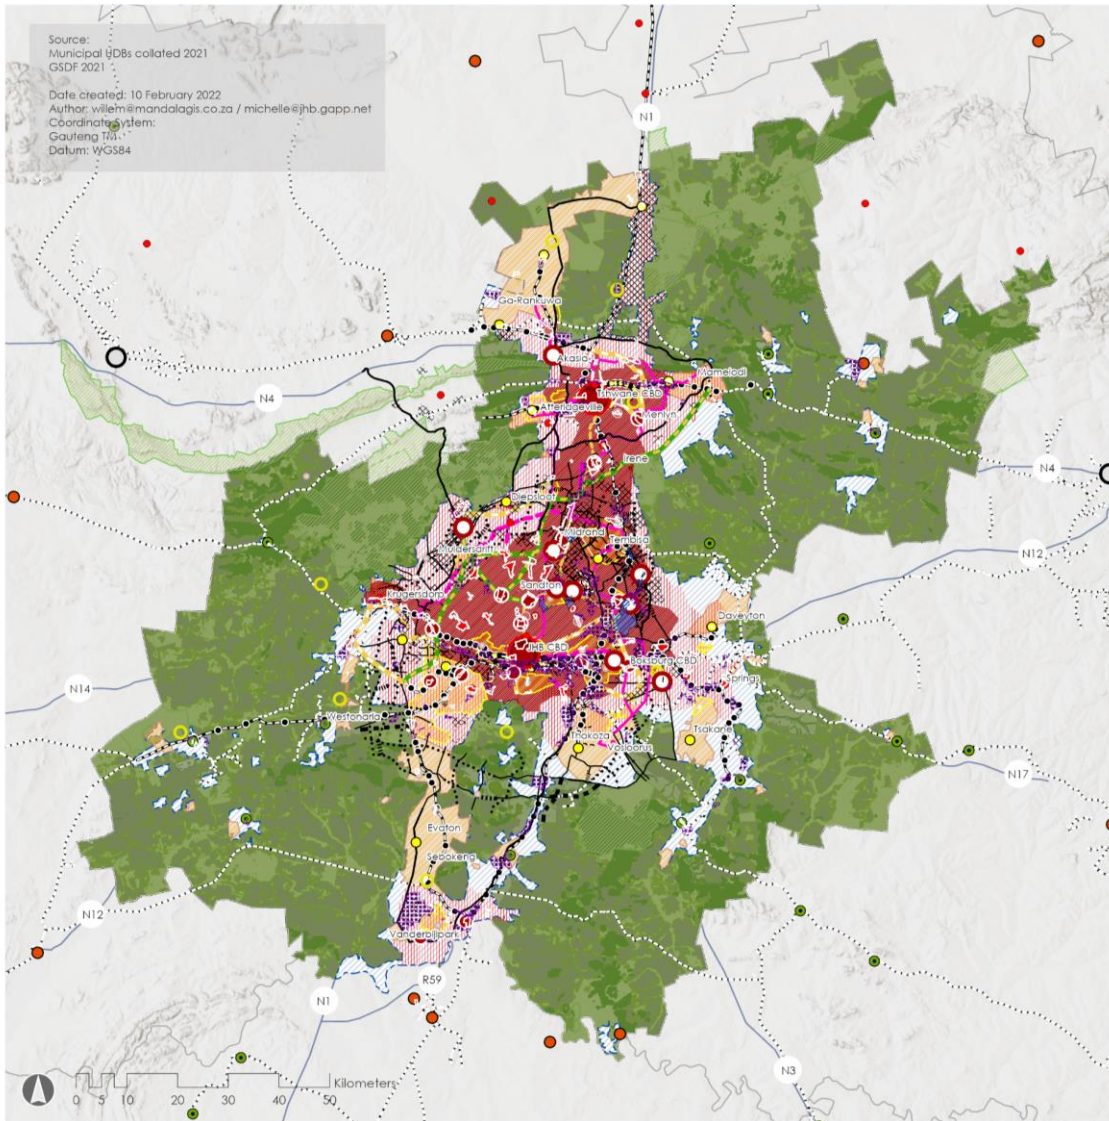 Source:
Municipal UDBs collated 2021
GSDF 2021
Date created: 10 February 2022
Author: willem@mandalagis.co.za / michelle@jhb.gapp.net
Coordinate System:
Gauteng TM
Datum: WGS84
N1
Ga-Rankuwa
Akasia
Mamelodi
Tshwane CBD
N4
Atteridgeville
Menlyn
Irene
N4
Diepsloot
Midrand
N12
Muldersdrift
Tembisa
Sandton
Krugersdorp
Daveyton
JHB CBD
Boksburg CBD
Springs
N14
Westonaria
Thokoza
Tsakane
Vosloorus
N17
Evaton
Sebokeng
N12
Vanderbijlpark
R59
N1
N3
Kilometers
0 5 10 20 30 40 50